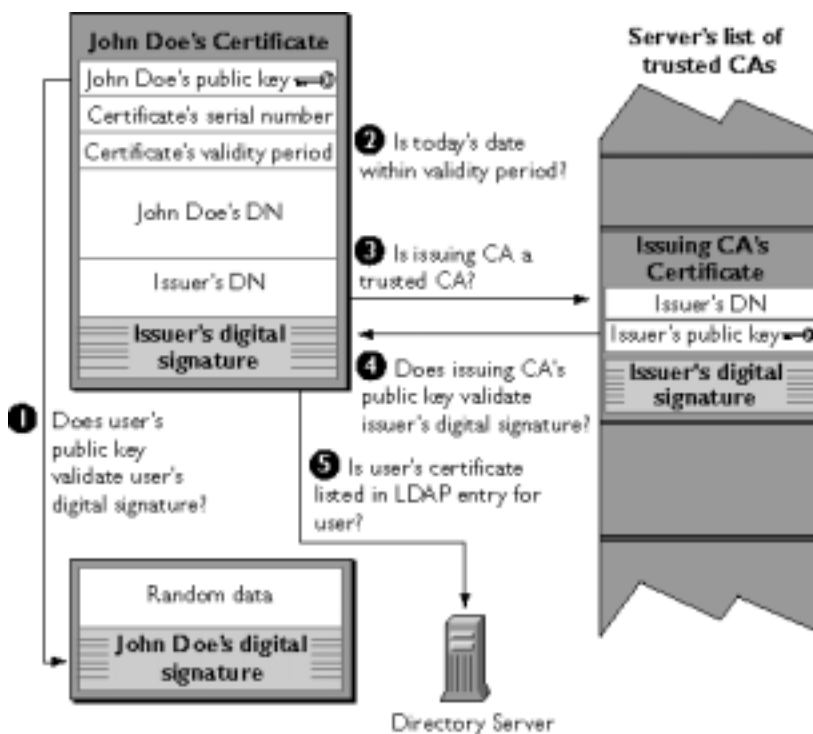 John Doe's Certificate
John Doe's public key
Certificate's serial number
Certificate's validity period
John Doe's DN
Issuer's DN
Issuer's digital
signature
Server's list of
trusted CAs
2 Is today's date
within validity period?
3 Is issuing CA a
trusted CA?
Issuing CA's
Certificate
Issuer's DN
Issuer's public key
Issuer's digital
signature
4 Does issuing CA's
public key validate
issuer's digital signature?
1 Does user's
public key
validate user's
digital signature?
5 Is user's certificate
listed in LDAP entry for
user?
Random data
John Doe's digital
signature
Directory Server